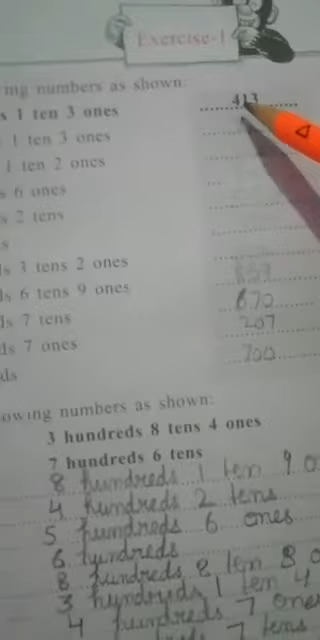 Exercise-1
ing numbers as shown:
s 1 ten 3 ones 413
1 ten 3 ones
1 ten 2 ones
s 6 ones
s 2 tens
s
ds 3 tens 2 ones
ds 6 tens 9 ones
ds 7 tens 870
ds 7 ones 207
ds 700
owing numbers as shown:
3 hundreds 8 tens 4 ones
7 hundreds 6 tens
8 hundreds 1 ten 9 o
4 hundreds 2 tens
5 hundreds 6 ones
6 hundreds
8 hundreds 8 ten 8 o
3 hundreds 1 ten 4
4 hundreds 7 ones
7 tens